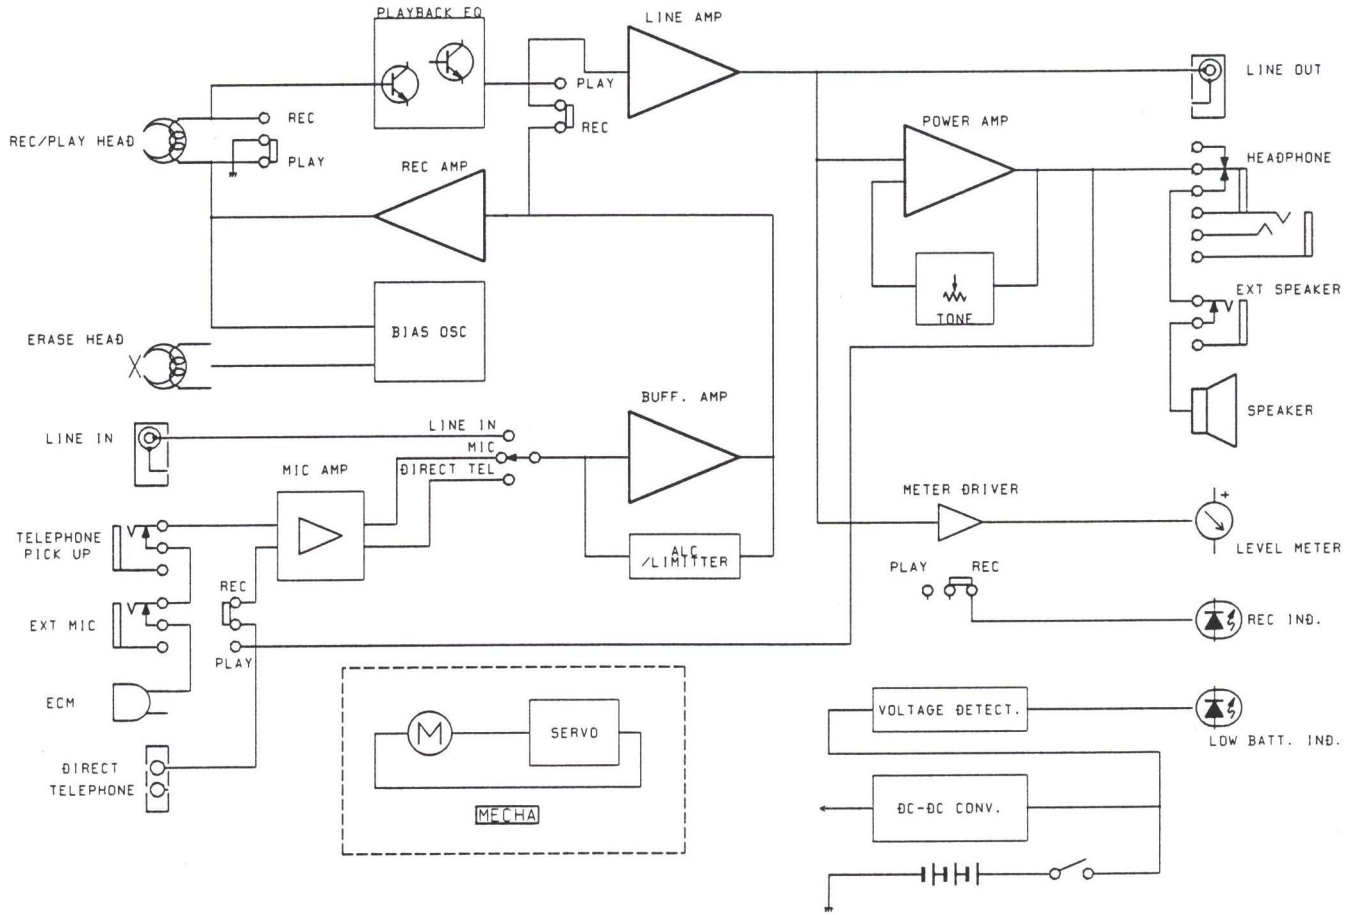 PLAYBACK EQ
LINE AMP
PLAY
REC
LINE OUT
REC/PLAY HEAD
REC
PLAY
REC AMP
POWER AMP
HEADPHONE
TONE
EXT SPEAKER
ERASE HEAD
BIAS OSC
SPEAKER
BUFF. AMP
LINE IN
LINE IN
MIC
DIRECT TEL
MIC AMP
METER DRIVER
+
LEVEL METER
TELEPHONE
PICK UP
ALC
/LIMITTER
PLAY
REC
REC IND.
EXT MIC
REC
PLAY
ECM
VOLTAGE DETECT.
LOW BATT. IND.
M
SERVO
DIRECT
TELEPHONE
MECHA
DC-DC CONV.